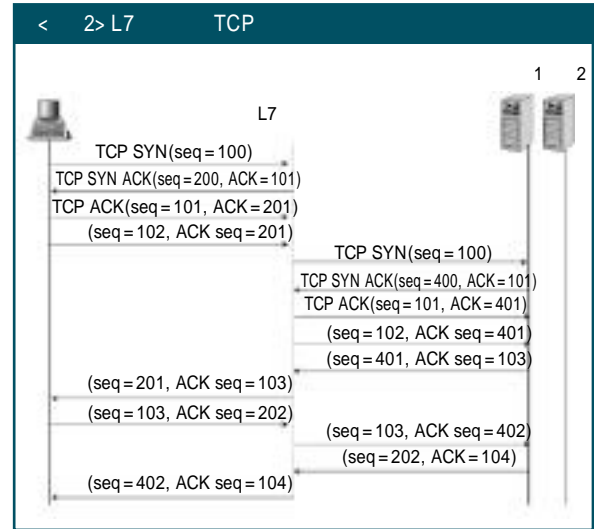 < 2> L7 TCP
1 2
L7
TCP SYN(seq=100)
TCP SYN ACK(seq=200, ACK=101)
TCP ACK(seq=101, ACK=201)
(seq=102, ACK seq=201)
TCP SYN(seq=100)
TCP SYN ACK(seq=400, ACK=101)
TCP ACK(seq=101, ACK=401)
(seq=102, ACK seq=401)
(seq=401, ACK seq=103)
(seq=201, ACK seq=103)
(seq=103, ACK seq=202)
(seq=103, ACK seq=402)
(seq=202, ACK=104)
(seq=402, ACK seq=104)